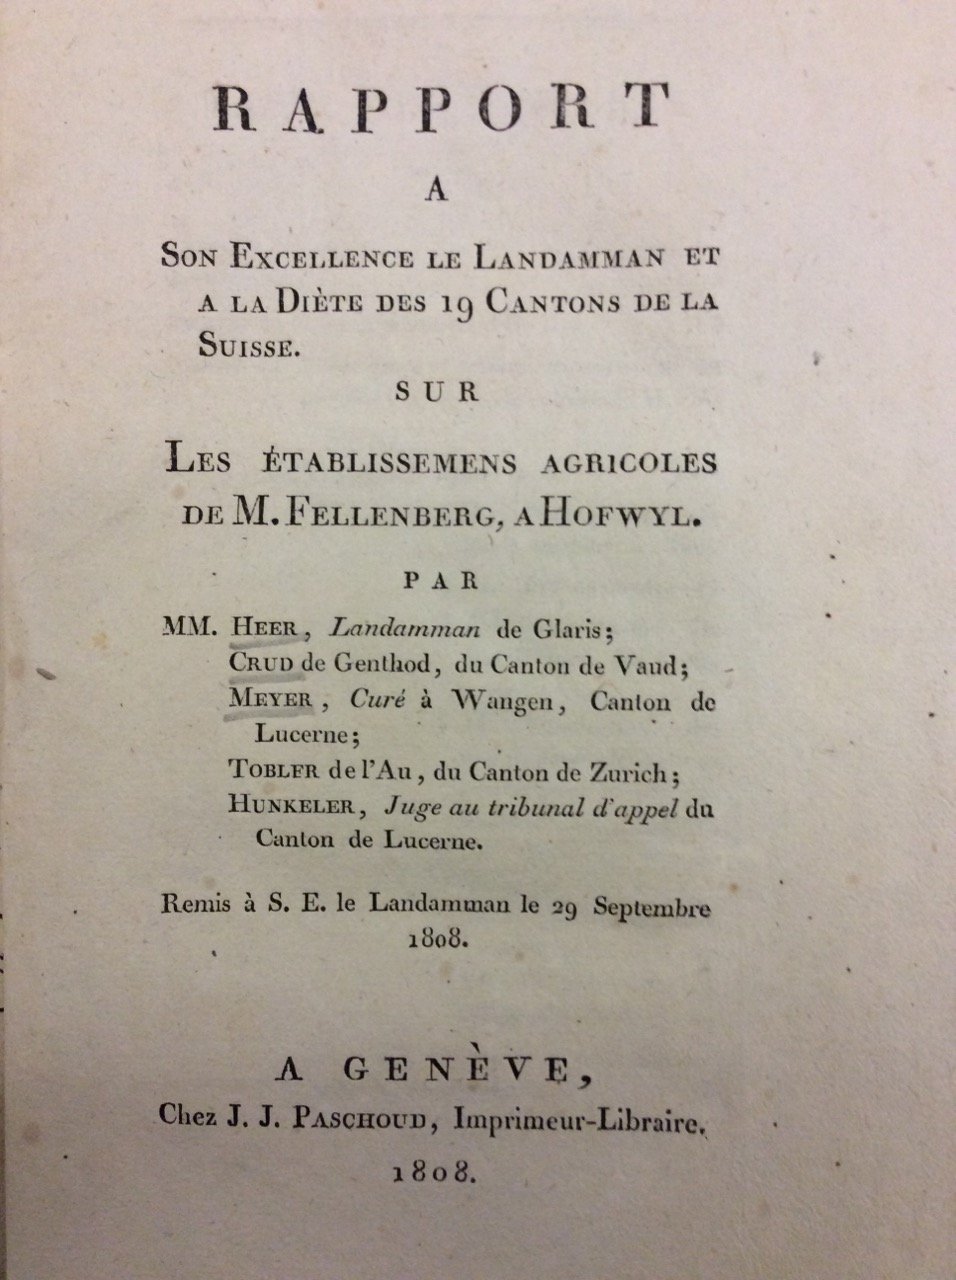 RAPPORT
A
SON EXCELLENCE LE LANDAMMAN ET
A LA DIÈTE DES 19 CANTONS DE LA
SUISSE.
SUR
LES ÉTABLISSEMENS AGRICOLES
DE M. FELLENBERG, A HOFWYL.
PAR
MM. HEER, Landamman de Glaris;
CRUD de Genthod, du Canton de Vaud;
MEYER, Curé à Wangen, Canton de
Lucerne;
TOBLER de l'Au, du Canton de Zurich;
HUNKELER, Juge au tribunal d'appel du
Canton de Lucerne.
Remis à S. E. le Landamman le 29 Septembre
1808.
A GENÈVE,
Chez J. J. PASCHOUD, Imprimeur-Libraire.
1808.